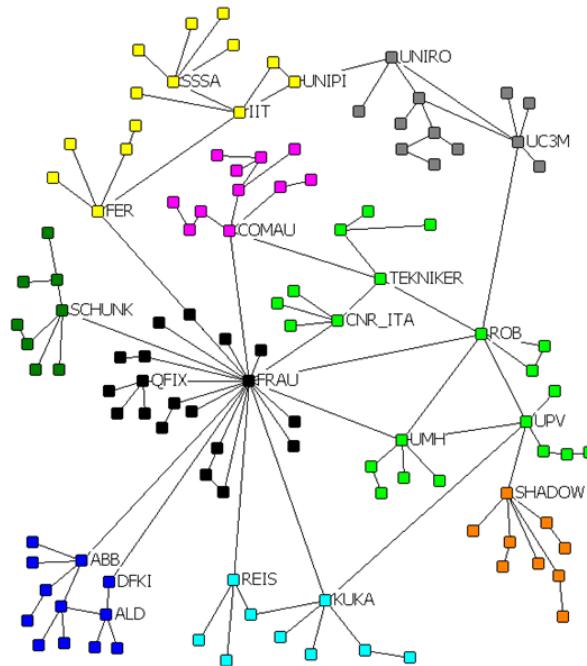 UNIRO
SSSA
UNIPI
IIT
UC3M
FER
COMAU
TEKNIKER
SCHUNK
CNR_ITA
ROB
QFIX
FRAU
UPV
UMH
SHADOW
ABB
DFKI
REIS
KUKA
ALD